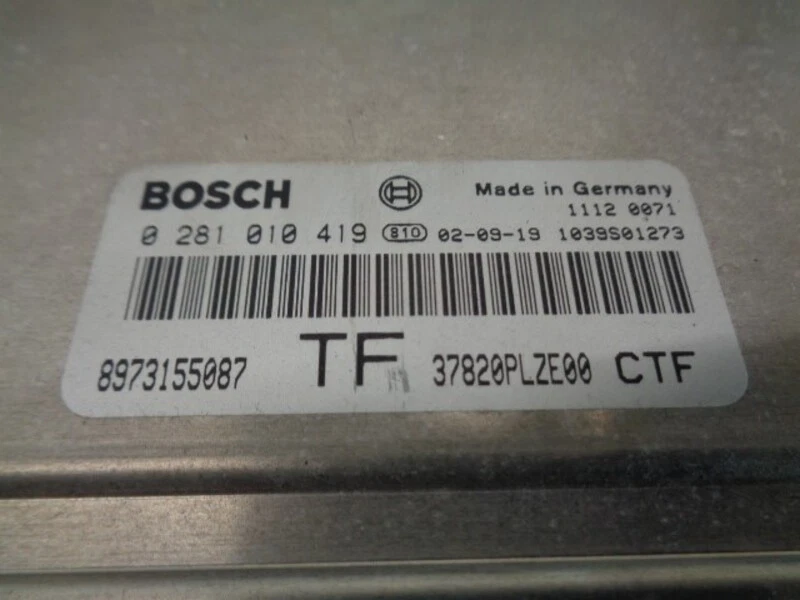 BOSCH Made in Germany
1112 0071
0 281 010 419 810 02-09-19 1039S01273
8973155087 TF 37820PLZE00 CTF